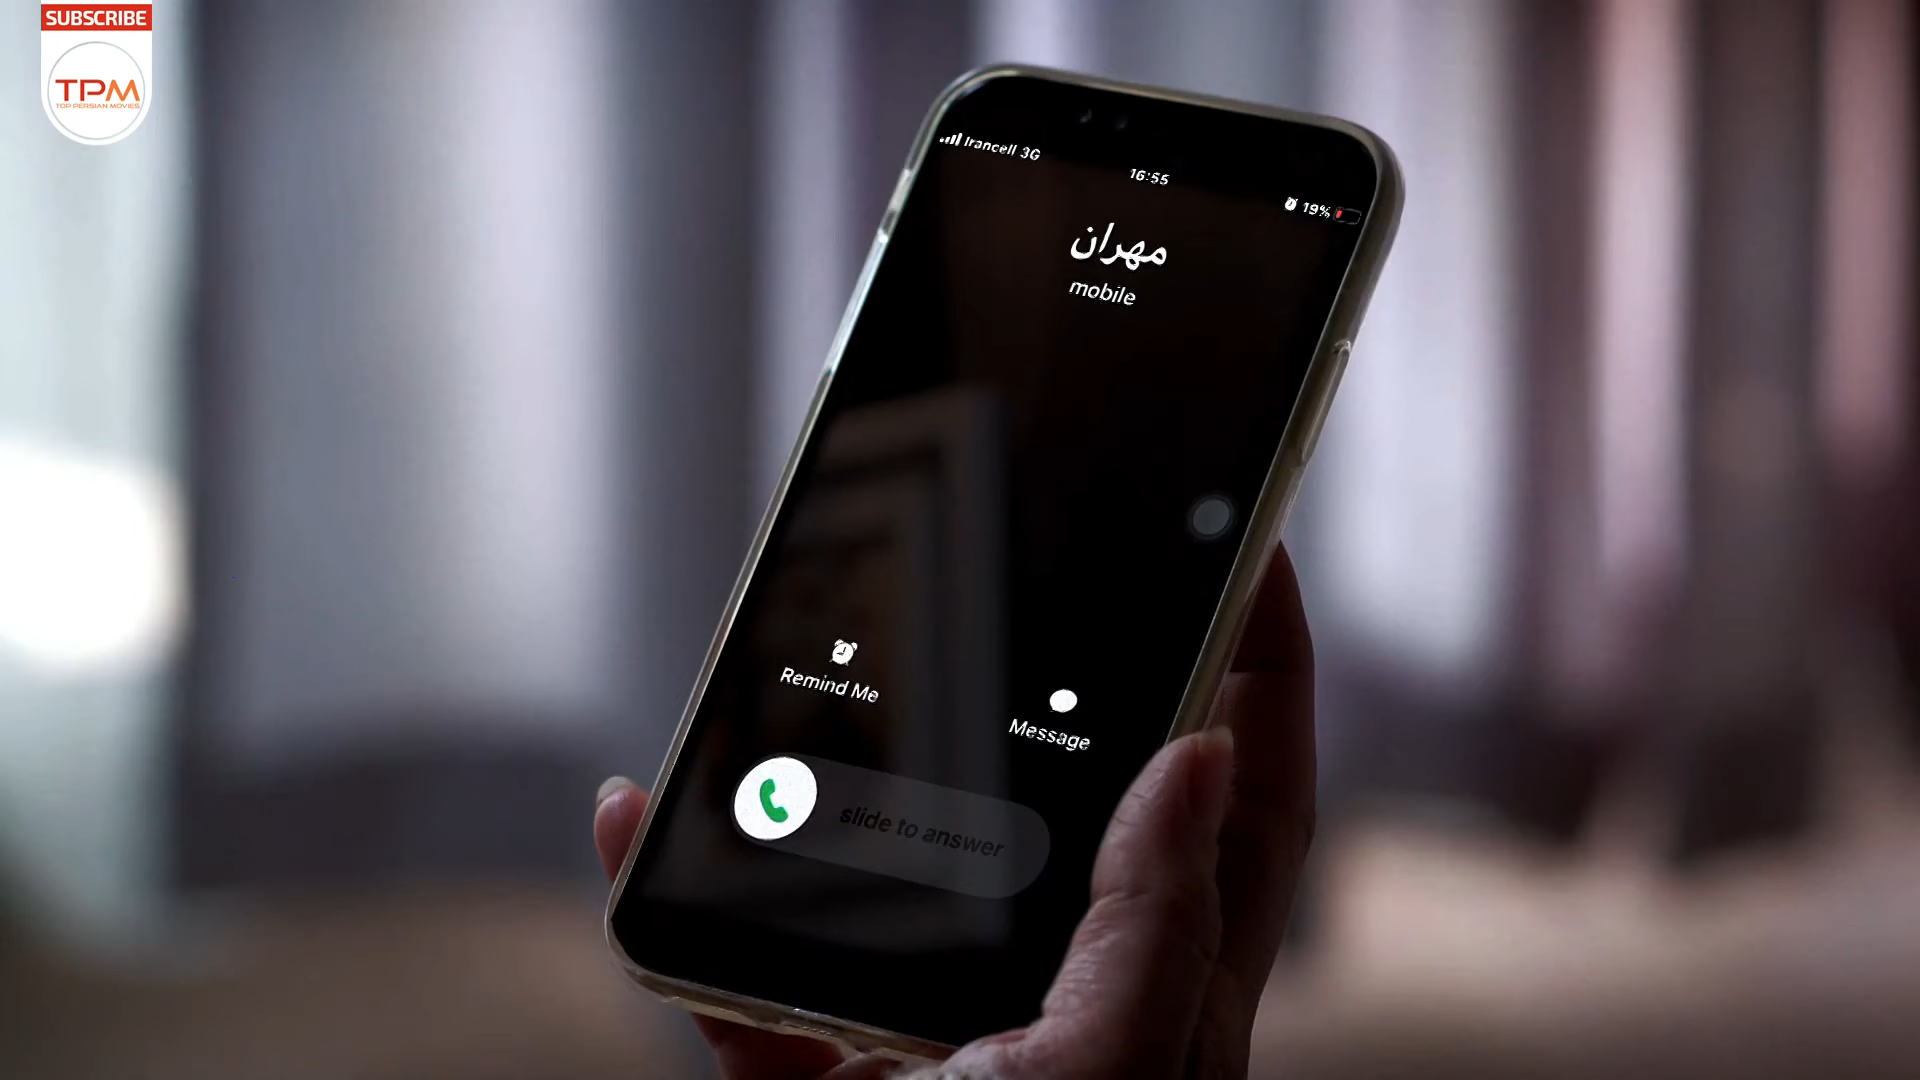 SUBSCRIBE
TPM
TOP PERSIAN MOVIES
Irancell 3G
16:55
19%
مهران
mobile
Remind Me
Message
slide to answer